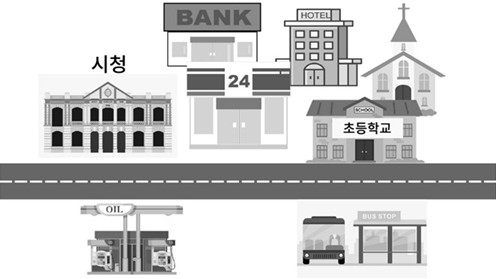 BANK
HOTEL
시청
24
SCHOOL
초등학교
OIL
BUS STOP